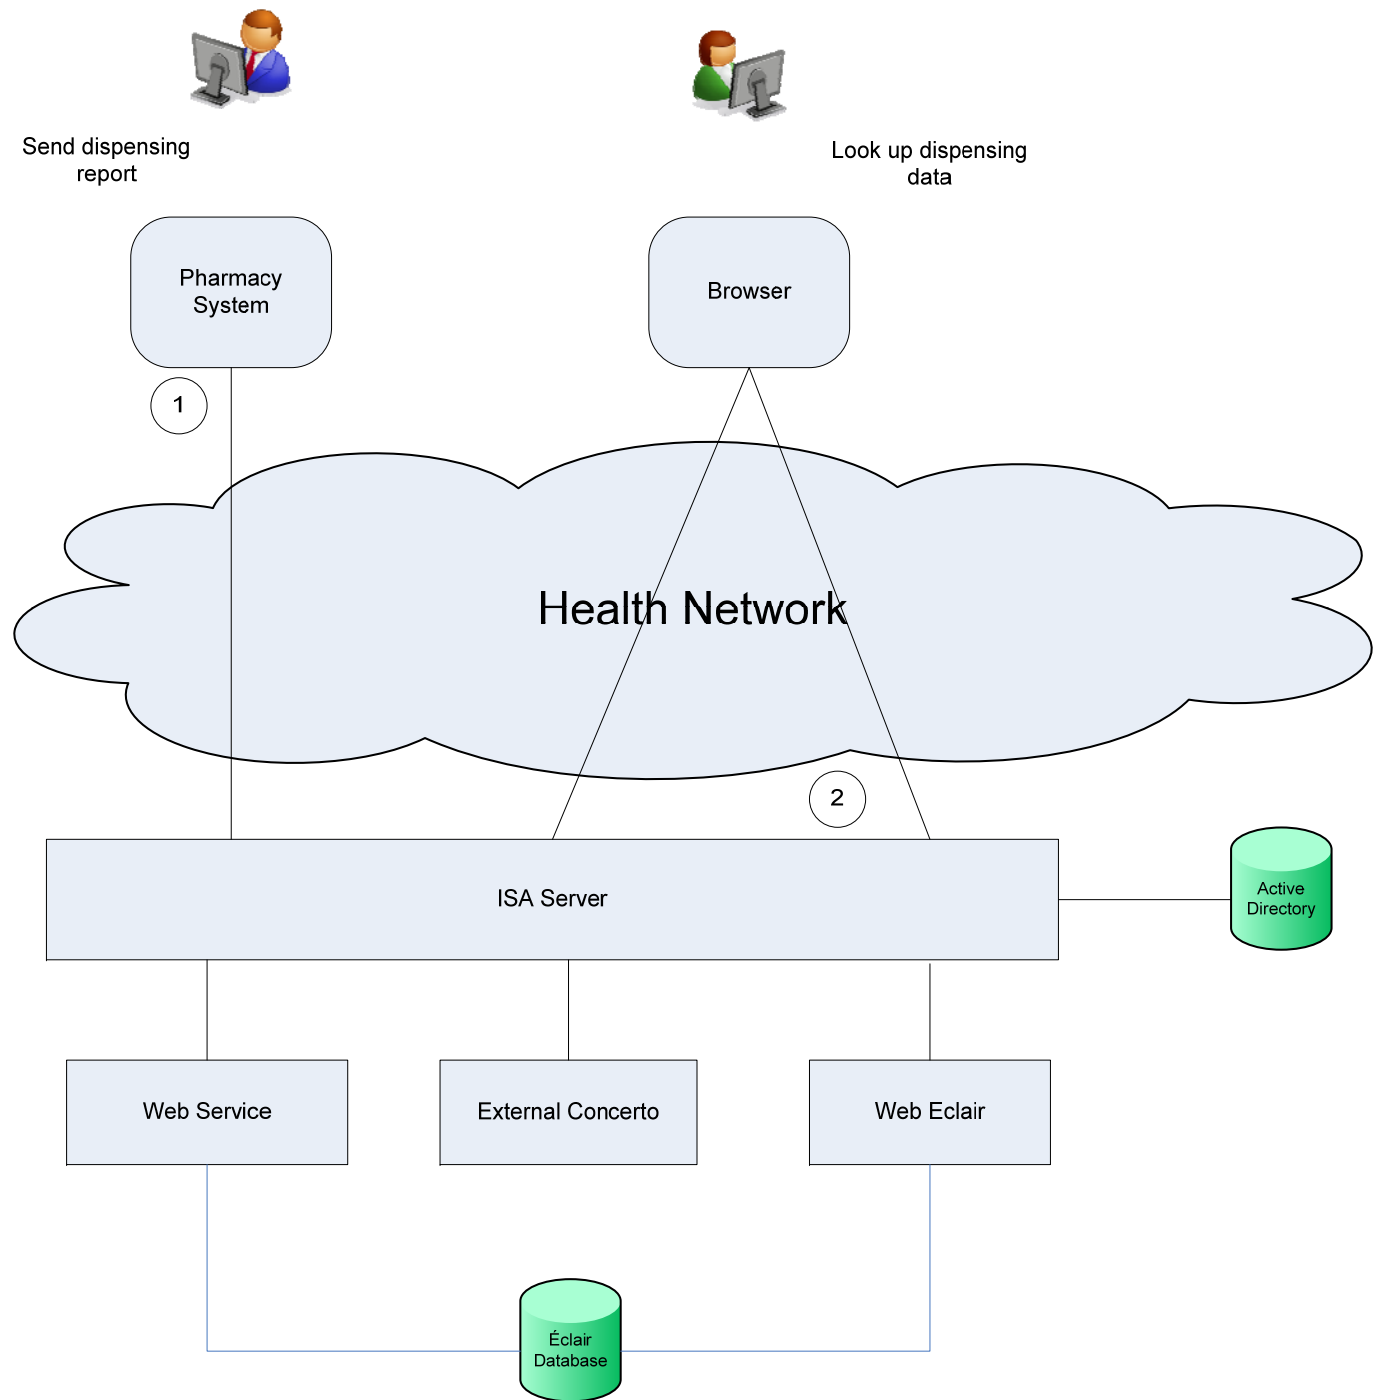 Send dispensing
report
Look up dispensing
data
Pharmacy
System
Browser
1
Health Network
2
ISA Server
Active
Directory
Web Service
External Concerto
Web Eclair
Éclair
Database